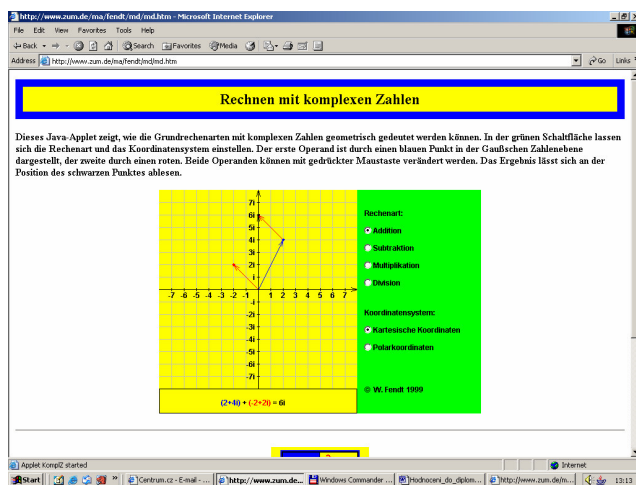 http://www.zum.de/ma/fendt/md/md.htm - Microsoft Internet Explorer
File Edit View Favorites Tools Help
Back Search Favorites Media
Address http://www.zum.de/ma/fendt/md/md.htm Go Links
Rechnen mit komplexen Zahlen
Dieses Java-Applet zeigt, wie die Grundrechenarten mit komplexen Zahlen geometrisch gedeutet werden können. In der grünen Schaltfläche lassen
sich die Rechenart und das Koordinatensystem einstellen. Der erste Operand ist durch einen blauen Punkt in der Gaußschen Zahlenebene
dargestellt, der zweite durch einen roten. Beide Operanden können mit gedrückter Maustaste verändert werden. Das Ergebnis lässt sich an der
Position des schwarzen Punktes ablesen.
7i
6i
5i
4i
3i
2i
i
-7 -6 -5 -4 -3 -2 -1 1 2 3 4 5 6 7
-i
-2i
-3i
-4i
-5i
-6i
-7i
(2+4i) + (-2+2i) = 6i
Rechenart:
Addition
Subtraktion
Multiplikation
Division
Koordinatensystem:
Kartesische Koordinaten
Polarkoordinaten
© W. Fendt 1999
Applet KomplZ started Internet
Start » Centrum.cz - E-mail - ... http://www.zum.de... Windows Commander ... Hodnoceni_do_diplom... http://www.zum.de/m... 13:13